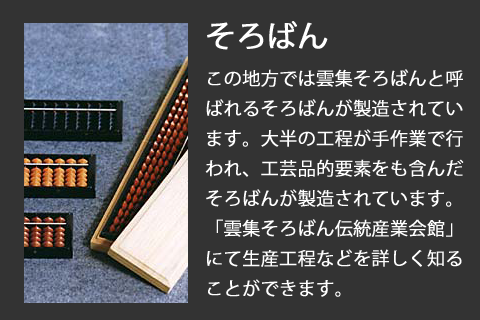 そろばん
この地方では雲集そろばんと呼
ばれるそろばんが製造されてい
ます。大半の工程が手作業で行
われ、工芸品的要素をも含んだ
そろばんが製造されています。
「雲集そろばん伝統産業会館」
にて生産工程などを詳しく知る
ことができます。